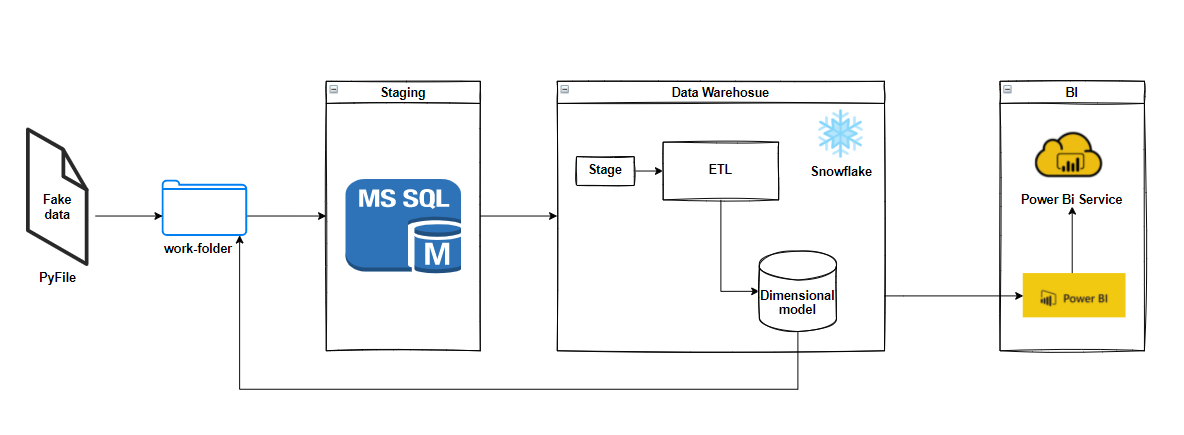 Staging
Data Warehosue
BI
Fake
data
PyFile
work-folder
MS SQL
M
Stage
ETL
Snowflake
Dimensional
model
Power Bi Service
Power BI